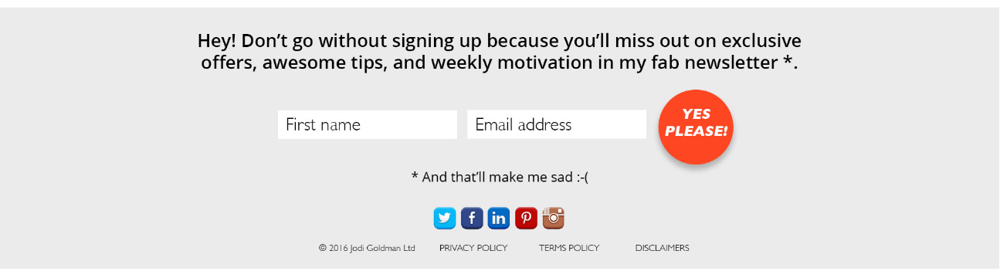 Hey! Don’t go without signing up because you’ll miss out on exclusive
offers, awesome tips, and weekly motivation in my fab newsletter *.
First name
Email address
YES
PLEASE!
* And that’ll make me sad :-(
© 2016 Jodi Goldman Ltd PRIVACY POLICY TERMS POLICY DISCLAIMERS